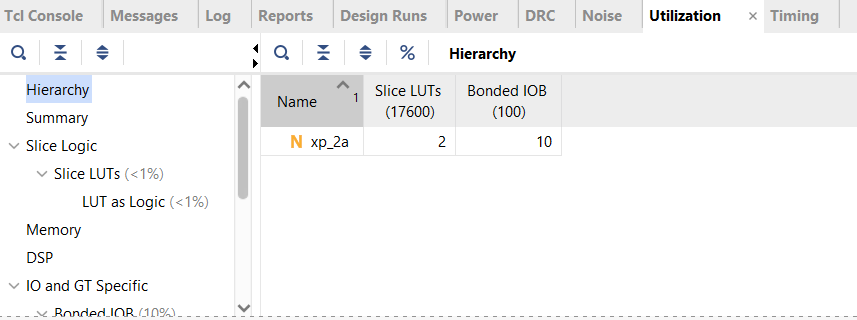 Tcl Console Messages Log Reports Design Runs Power DRC Noise Utilization × Timing
Hierarchy
Hierarchy
Summary
Slice Logic
Slice LUTs (<1%)
LUT as Logic (<1%)
Memory
DSP
IO and GT Specific
Bonded IOB (10%)
Name 1 Slice LUTs (17600) Bonded IOB (100)
N xp_2a 2 10